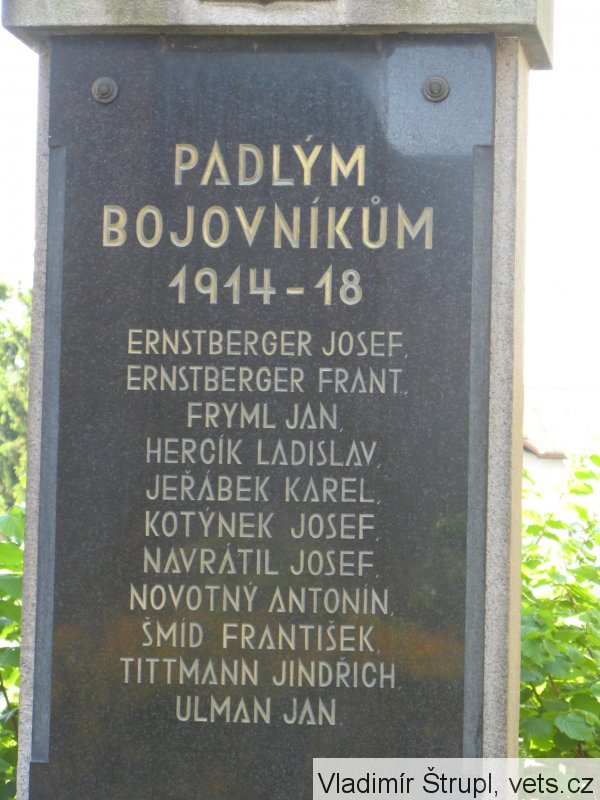 PADLÝM
BOJOVNÍKŮM
1914-18
ERNSTBERGER JOSEF,
ERNSTBERGER FRANT,
FRYML JAN,
HERCÍK LADISLAV,
JEŘÁBEK KAREL,
KOTÝNEK JOSEF,
NAVRÁTIL JOSEF,
NOVOTNÝ ANTONÍN,
ŠMÍD FRANTIŠEK,
TITTMANN JINDŘICH,
ULMAN JAN
Vladimír Štrupl, vets.cz